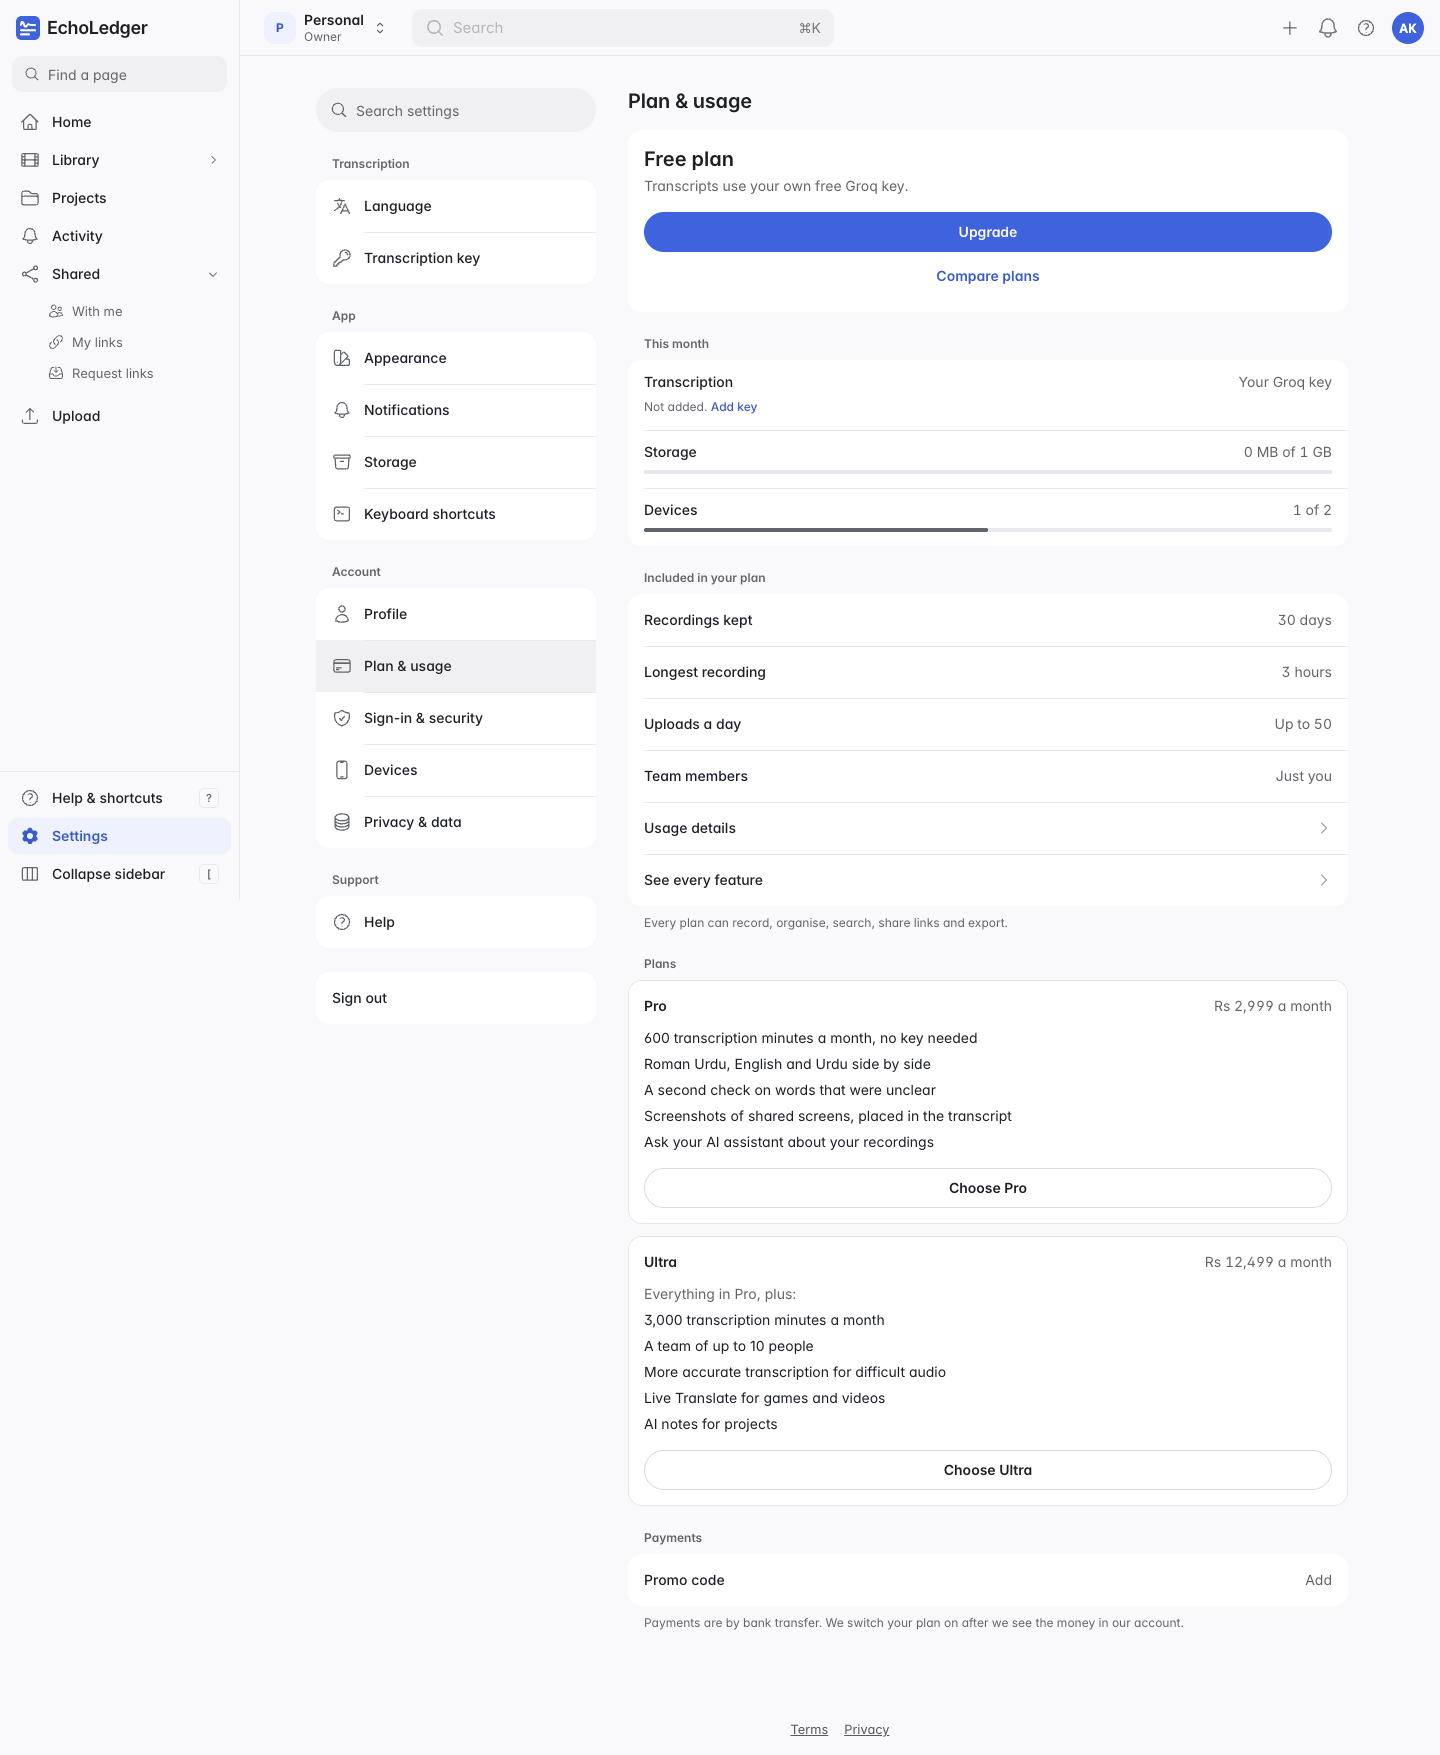 EchoLedger
Find a page
Home
Library
Projects
Activity
Shared
With me
My links
Request links
Upload
Help & shortcuts ?
Settings
Collapse sidebar [
P Personal
Owner
Search ⌘K
AK
Search settings
Transcription
Language
Transcription key
App
Appearance
Notifications
Storage
Keyboard shortcuts
Account
Profile
Plan & usage
Sign-in & security
Devices
Privacy & data
Support
Help
Sign out
Plan & usage
Free plan
Transcripts use your own free Groq key.
Upgrade
Compare plans
This month
Transcription Your Groq key
Not added. Add key
Storage 0 MB of 1 GB
Devices 1 of 2
Included in your plan
Recordings kept 30 days
Longest recording 3 hours
Uploads a day Up to 50
Team members Just you
Usage details
See every feature
Every plan can record, organise, search, share links and export.
Plans
Pro Rs 2,999 a month
600 transcription minutes a month, no key needed
Roman Urdu, English and Urdu side by side
A second check on words that were unclear
Screenshots of shared screens, placed in the transcript
Ask your AI assistant about your recordings
Choose Pro
Ultra Rs 12,499 a month
Everything in Pro, plus:
3,000 transcription minutes a month
A team of up to 10 people
More accurate transcription for difficult audio
Live Translate for games and videos
AI notes for projects
Choose Ultra
Payments
Promo code Add
Payments are by bank transfer. We switch your plan on after we see the money in our account.
Terms Privacy